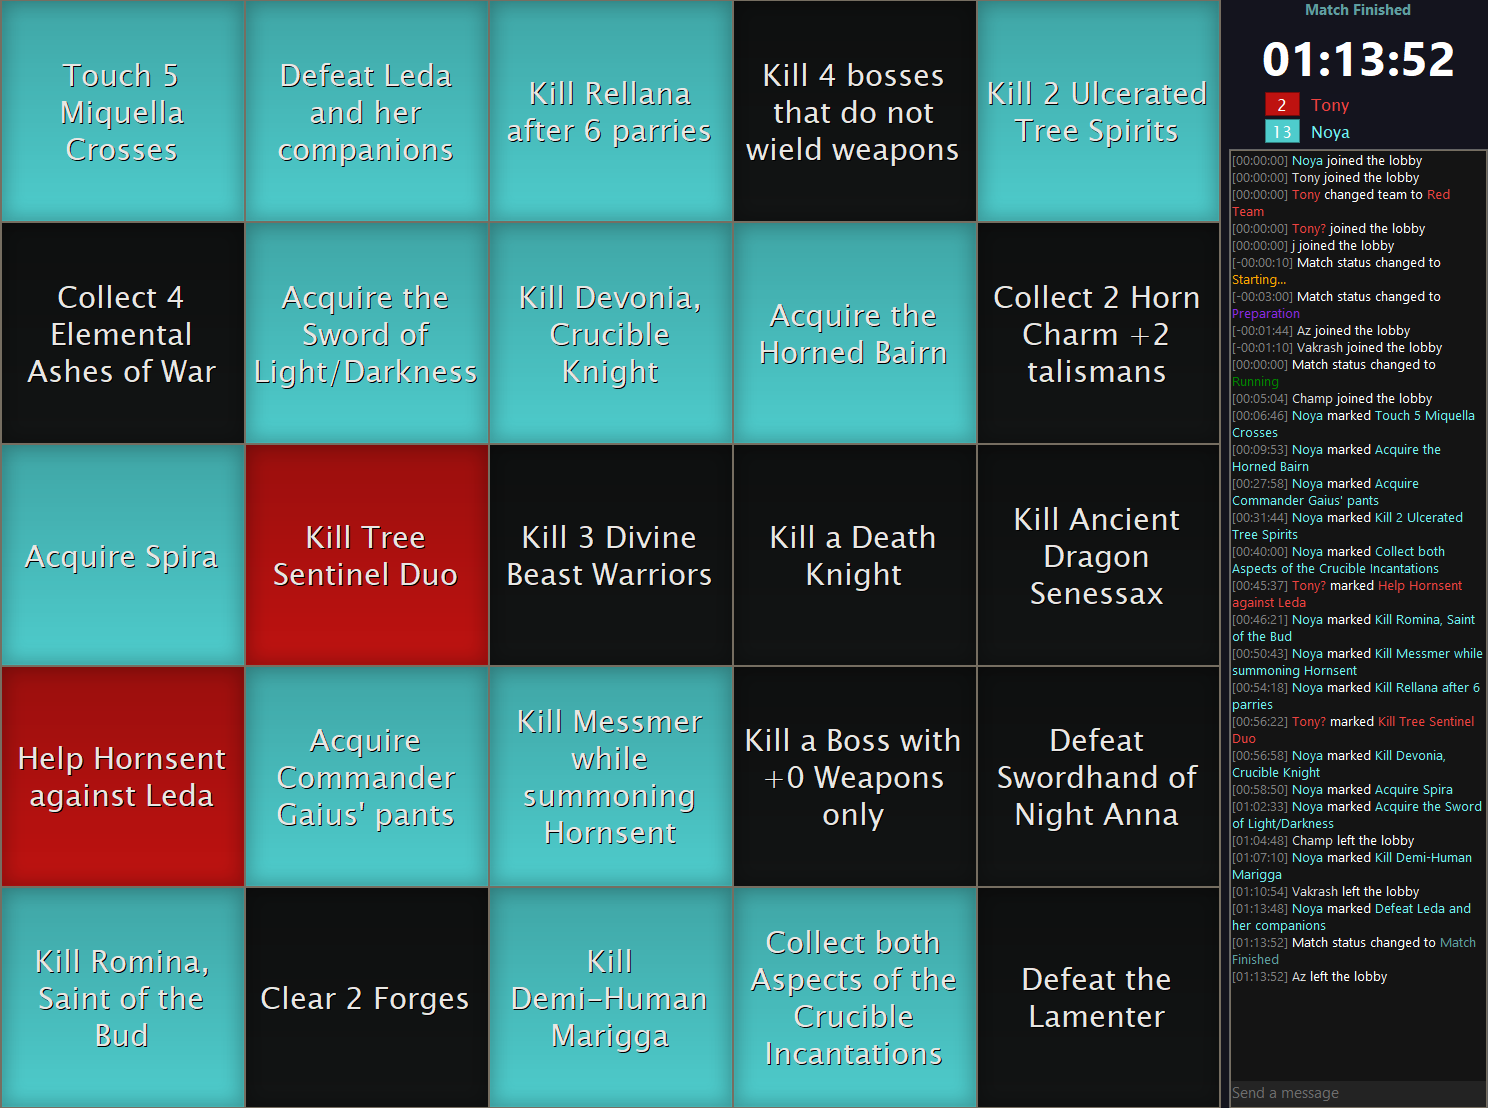 Touch 5
Miquella
Crosses
Defeat Leda
and her
companions
Kill Rellana
after 6 parries
Kill 4 bosses
that do not
wield weapons
Kill 2 Ulcerated
Tree Spirits
Collect 4
Elemental
Ashes of War
Acquire the
Sword of
Light/Darkness
Kill Devonia,
Crucible
Knight
Acquire the
Horned Bairn
Collect 2 Horn
Charm +2
talismans
Acquire Spira
Kill Tree
Sentinel Duo
Kill 3 Divine
Beast Warriors
Kill a Death
Knight
Kill Ancient
Dragon
Senessax
Help Hornsent
against Leda
Acquire
Commander
Gaius' pants
Kill Messmer
while
summoning
Hornsent
Kill a Boss with
+0 Weapons
only
Defeat
Swordhand of
Night Anna
Kill Romina,
Saint of the
Bud
Clear 2 Forges
Kill
Demi-Human
Marigga
Collect both
Aspects of the
Crucible
Incantations
Defeat the
Lamenter
Match Finished
01:13:52
2 Tony
13 Noya
[00:00:00] Noya joined the lobby
[00:00:00] Tony joined the lobby
[00:00:00] Tony changed team to Red
Team
[00:00:00] Tony? joined the lobby
[00:00:00] j joined the lobby
[-00:00:10] Match status changed to
Starting...
[-00:03:00] Match status changed to
Preparation
[-00:01:44] Az joined the lobby
[-00:01:10] Vakrash joined the lobby
[00:00:00] Match status changed to
Running
[00:05:04] Champ joined the lobby
[00:06:46] Noya marked Touch 5 Miquella
Crosses
[00:09:53] Noya marked Acquire the
Horned Bairn
[00:27:58] Noya marked Acquire
Commander Gaius' pants
[00:31:44] Noya marked Kill 2 Ulcerated
Tree Spirits
[00:40:00] Noya marked Collect both
Aspects of the Crucible Incantations
[00:45:37] Tony? marked Help Hornsent
against Leda
[00:46:21] Noya marked Kill Romina, Saint
of the Bud
[00:50:43] Noya marked Kill Messmer while
summoning Hornsent
[00:54:18] Noya marked Kill Rellana after 6
parries
[00:56:22] Tony? marked Kill Tree Sentinel
Duo
[00:56:58] Noya marked Kill Devonia,
Crucible Knight
[00:58:50] Noya marked Acquire Spira
[01:02:33] Noya marked Acquire the Sword
of Light/Darkness
[01:04:48] Champ left the lobby
[01:07:10] Noya marked Kill Demi-Human
Marigga
[01:10:54] Vakrash left the lobby
[01:13:48] Noya marked Defeat Leda and
her companions
[01:13:52] Match status changed to Match
Finished
[01:13:52] Az left the lobby
Send a message